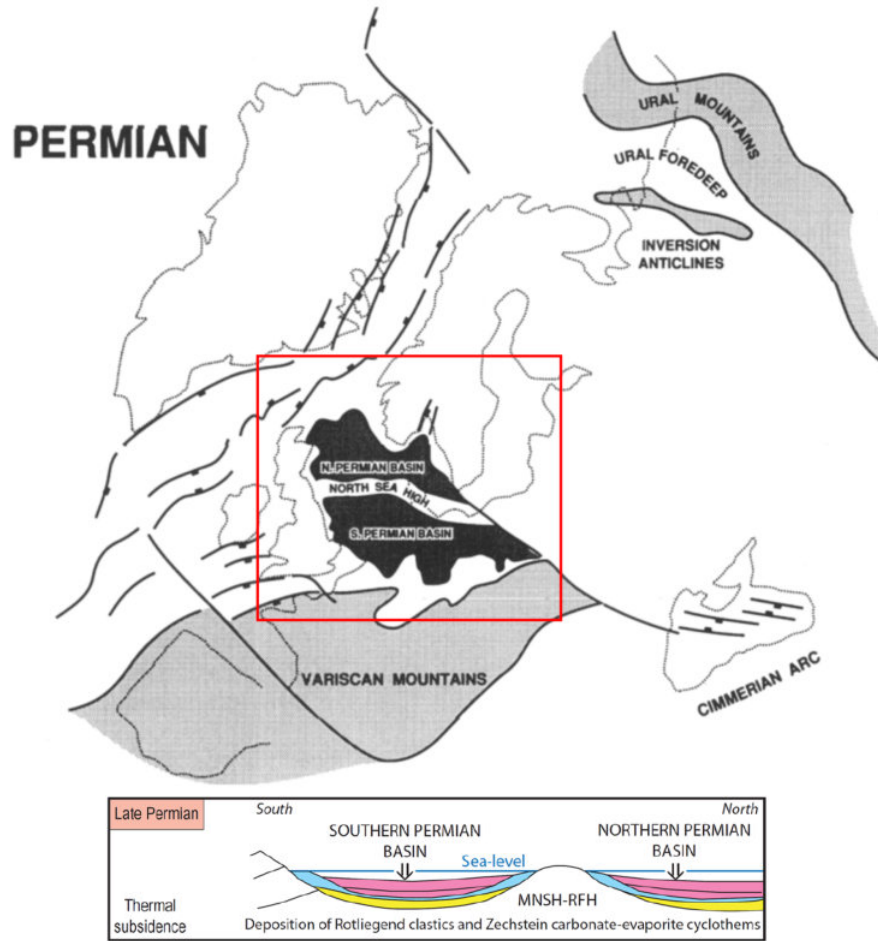 PERMIAN
URAL MOUNTAINS
URAL FOREDEEP
INVERSION
ANTICLINES
N. PERMIAN BASIN
NORTH SEA HIGH
S. PERMIAN BASIN
VARISCAN MOUNTAINS
CIMMERIAN ARC
Late Permian
South
North
SOUTHERN PERMIAN
BASIN
NORTHERN PERMIAN
BASIN
Sea-level
MNSH-RFH
Thermal
subsidence
Deposition of Rotliegend clastics and Zechstein carbonate-evaporite cyclothems